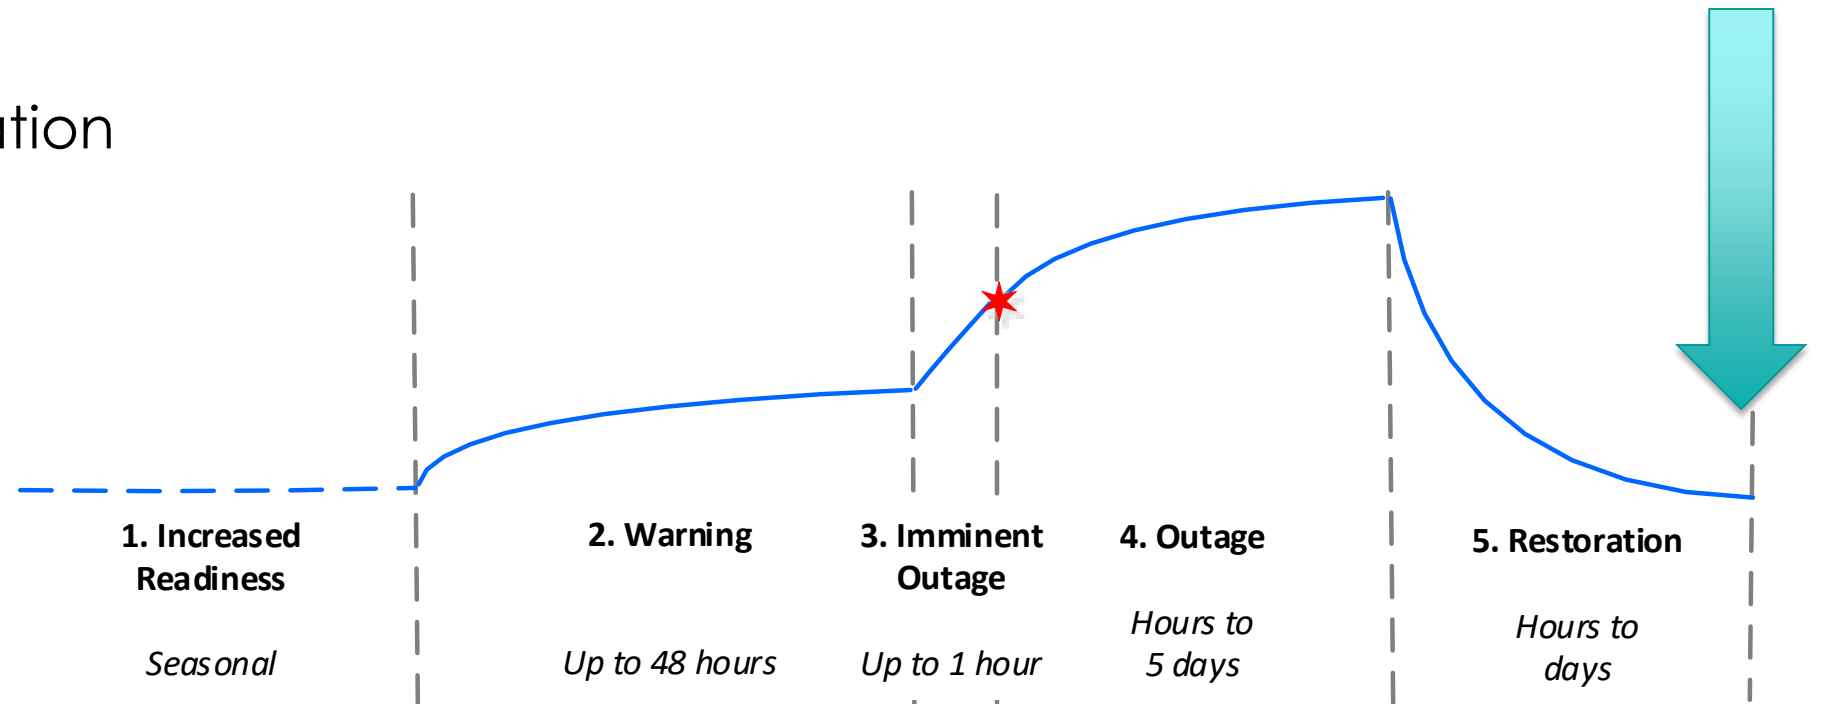 ation
1. Increased
Readiness
Seasonal
2. Warning
Up to 48 hours
3. Imminent
Outage
Up to 1 hour
4. Outage
Hours to
5 days
5. Restoration
Hours to
days